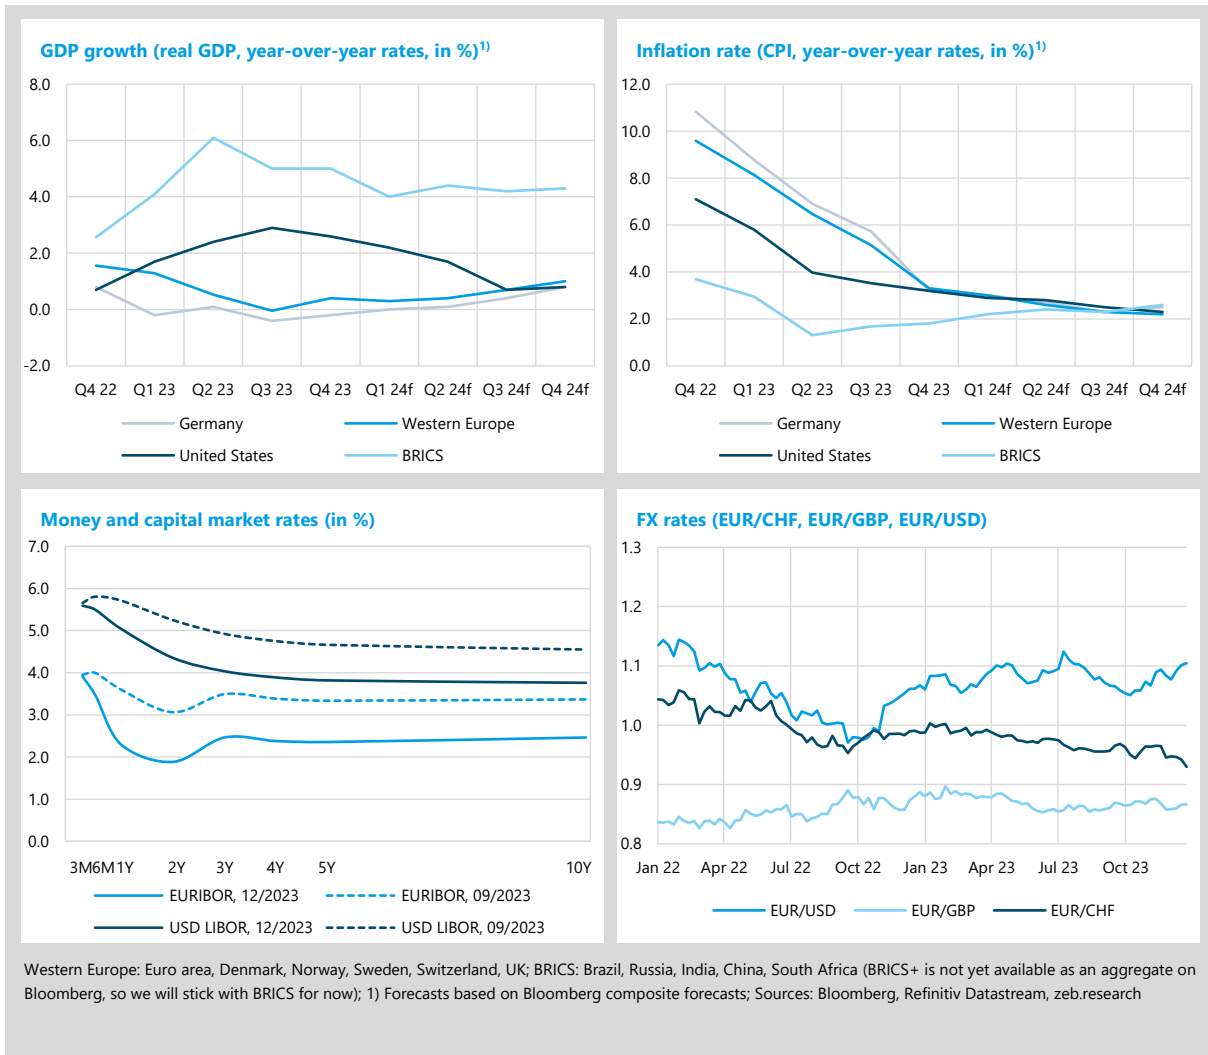 GDP growth (real GDP, year-over-year rates, in %)1)
8.0
6.0
4.0
2.0
0.0
-2.0
Q4 22 Q1 23 Q2 23 Q3 23 Q4 23 Q1 24f Q2 24f Q3 24f Q4 24f
Germany Western Europe
United States BRICS
Inflation rate (CPI, year-over-year rates, in %)1)
12.0
10.0
8.0
6.0
4.0
2.0
0.0
Q4 22 Q1 23 Q2 23 Q3 23 Q4 23 Q1 24f Q2 24f Q3 24f Q4 24f
Germany Western Europe
United States BRICS
Money and capital market rates (in %)
7.0
6.0
5.0
4.0
3.0
2.0
1.0
0.0
3M 6M 1Y 2Y 3Y 4Y 5Y 10Y
EURIBOR, 12/2023 EURIBOR, 09/2023
USD LIBOR, 12/2023 USD LIBOR, 09/2023
FX rates (EUR/CHF, EUR/GBP, EUR/USD)
1.3
1.2
1.1
1.0
0.9
0.8
Jan 22 Apr 22 Jul 22 Oct 22 Jan 23 Apr 23 Jul 23 Oct 23
EUR/USD EUR/GBP EUR/CHF
Western Europe: Euro area, Denmark, Norway, Sweden, Switzerland, UK; BRICS: Brazil, Russia, India, China, South Africa (BRICS+ is not yet available as an aggregate on
Bloomberg, so we will stick with BRICS for now); 1) Forecasts based on Bloomberg composite forecasts; Sources: Bloomberg, Refinitiv Datastream, zeb.research